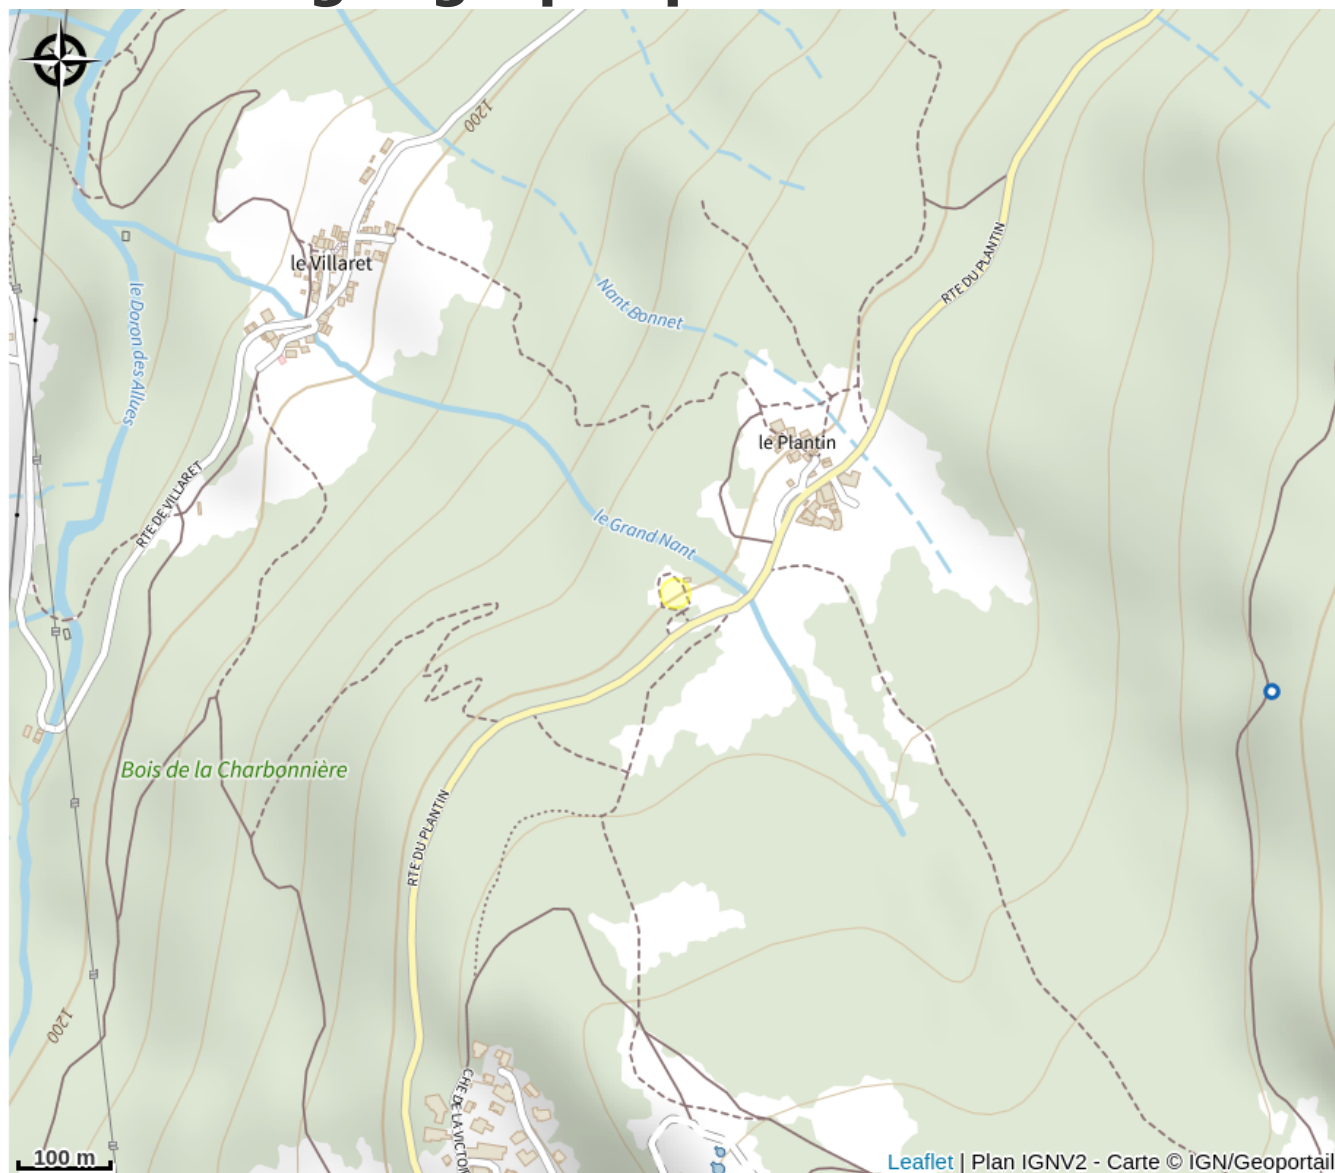 1200
le Villaret
le Doron des Allues
Nant Bonnet
RTE DU PLANTIN
le Plantin
RTE DE VILLARET
le Grand Nant
Bois de la Charbonnière
RTE DU PLANTIN
1200
CHE DE LA VICTOR
100 m
Leaflet | Plan IGNV2 - Carte © IGN/Geoportail